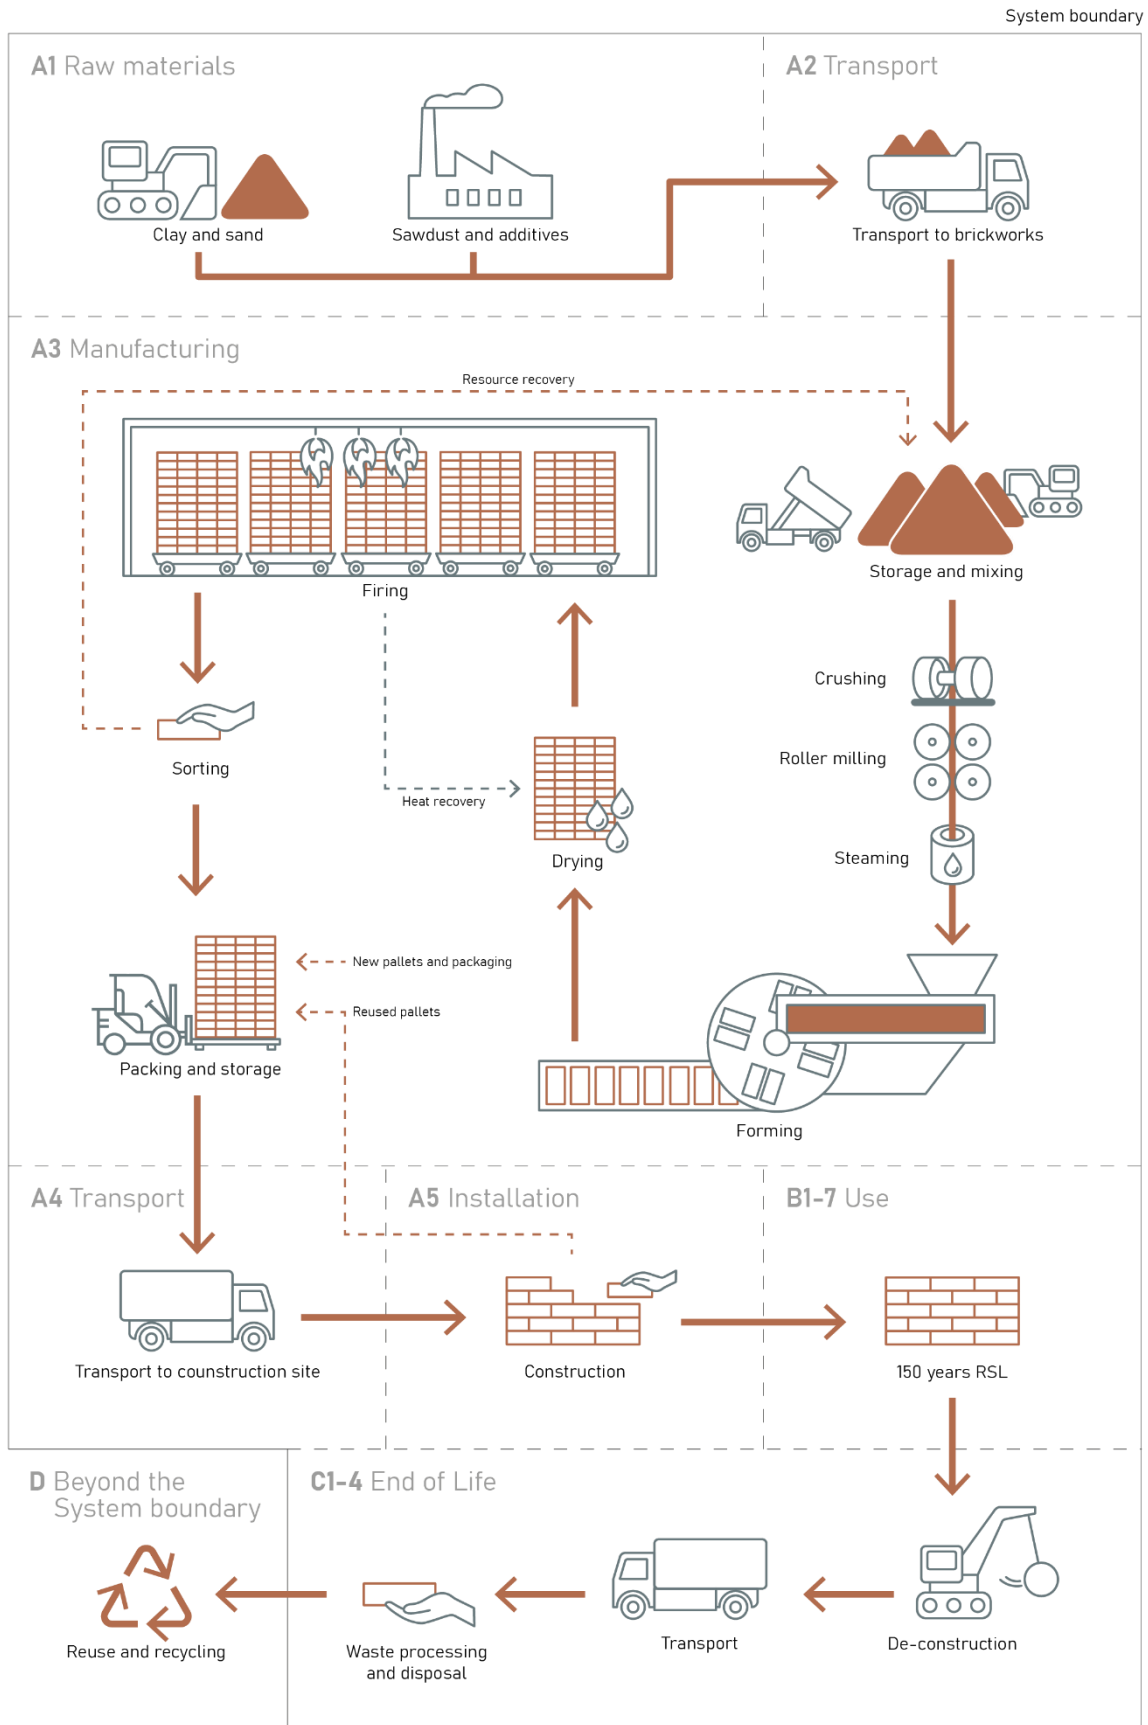 System boundary
A1 Raw materials
A2 Transport
Clay and sand
Sawdust and additives
Transport to brickworks
A3 Manufacturing
Resource recovery
Firing
Storage and mixing
Crushing
Roller milling
Sorting
Heat recovery
Drying
Steaming
New pallets and packaging
Reused pallets
Packing and storage
Forming
A4 Transport
A5 Installation
B1-7 Use
Transport to counstruction site
Construction
150 years RSL
D Beyond the
System boundary
C1-4 End of Life
Reuse and recycling
Waste processing
and disposal
Transport
De-construction